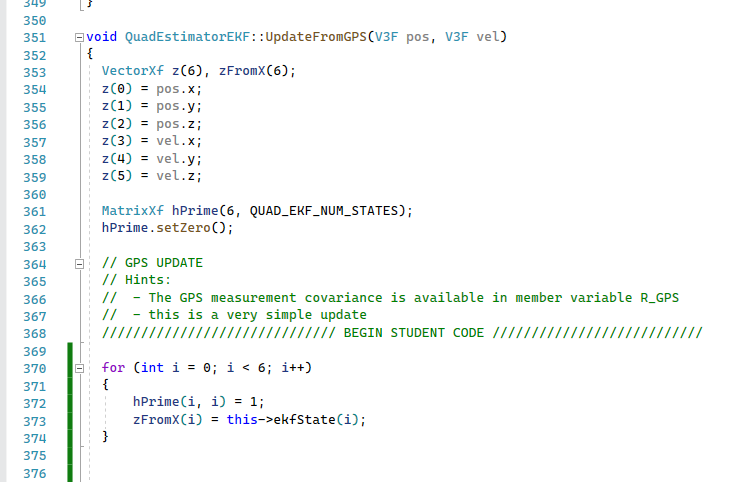 349 }
350
351 void QuadEstimatorEKF::UpdateFromGPS(V3F pos, V3F vel)
352 {
353   VectorXf z(6), zFromX(6);
354   z(0) = pos.x;
355   z(1) = pos.y;
356   z(2) = pos.z;
357   z(3) = vel.x;
358   z(4) = vel.y;
359   z(5) = vel.z;
360
361   MatrixXf hPrime(6, QUAD_EKF_NUM_STATES);
362   hPrime.setZero();
363
364   // GPS UPDATE
365   // Hints:
366   //  - The GPS measurement covariance is available in member variable R_GPS
367   //  - this is a very simple update
368   ////////////////////////////// BEGIN STUDENT CODE ///////////////////////////
369
370   for (int i = 0; i < 6; i++)
371   {
372       hPrime(i, i) = 1;
373       zFromX(i) = this->ekfState(i);
374   }
375
376